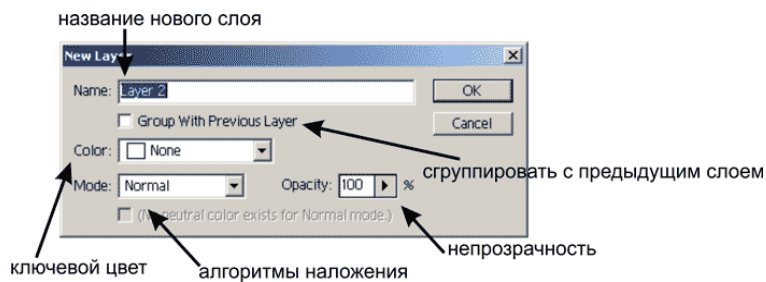 название нового слоя
New Layer
Name: Layer 2 OK
Group With Previous Layer Cancel
Color: None
сгруппировать с предыдущим слоем
Mode: Normal Opacity: 100 %
(No neutral color exists for Normal mode.)
непрозрачность
ключевой цвет
алгоритмы наложения